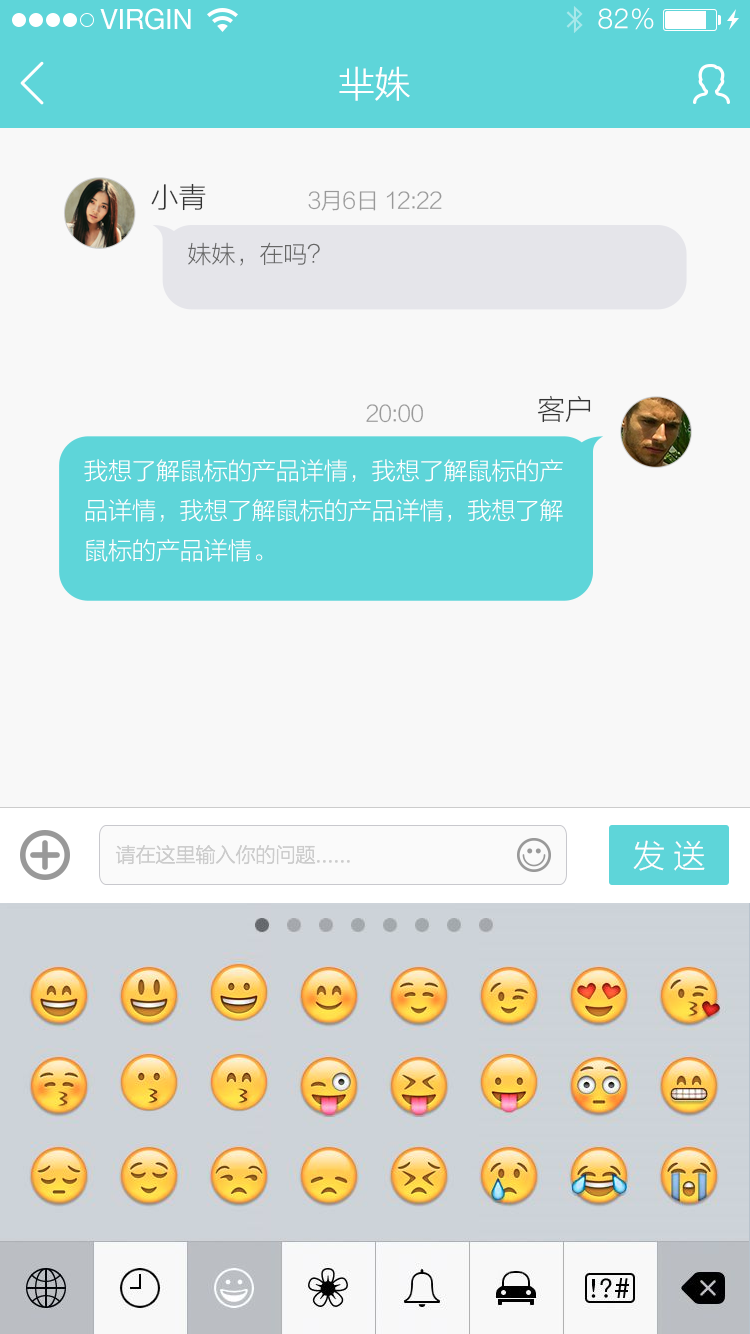 VIRGIN 82%
芈姝
小青 3月6日 12:22
妹妹，在吗？
20:00 客户
我想了解鼠标的产品详情，我想了解鼠标的产
品详情，我想了解鼠标的产品详情，我想了解
鼠标的产品详情。
请在这里输入你的问题......
发送
!?#